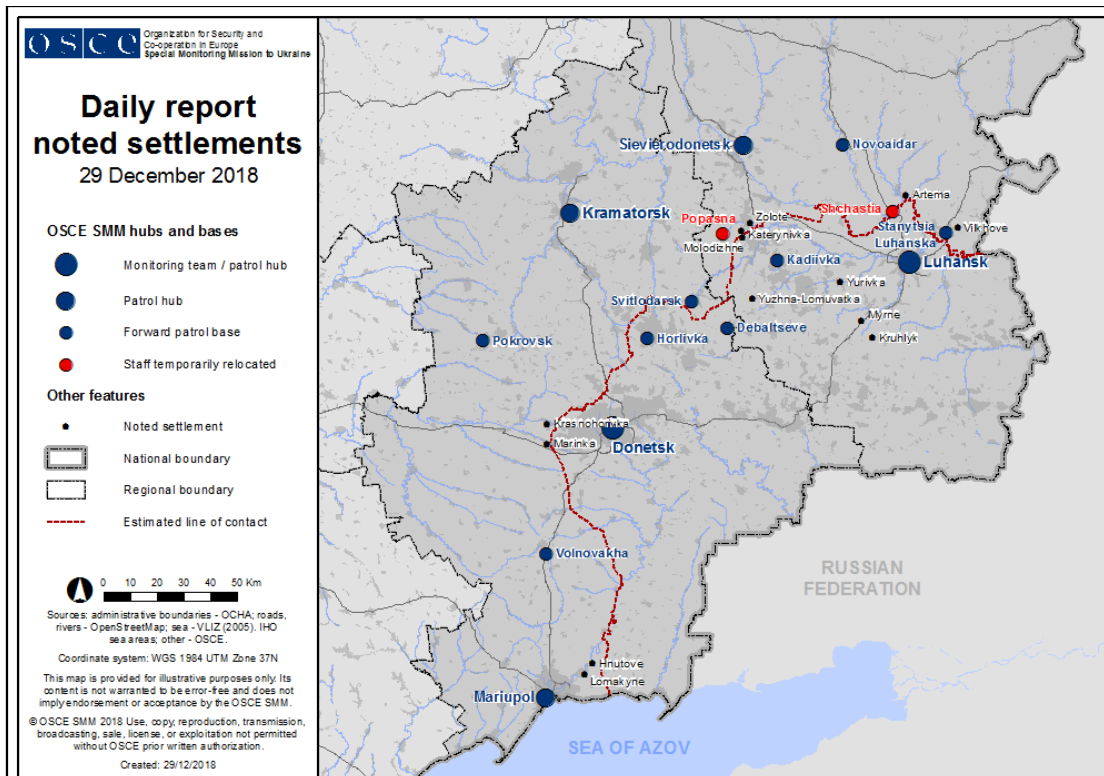 OSCE
Organization for Security and
Co-operation in Europe
Special Monitoring Mission to Ukraine
Daily report
noted settlements
29 December 2018
OSCE SMM hubs and bases
Monitoring team / patrol hub
Patrol hub
Forward patrol base
Staff temporarily relocated
Other features
Noted settlement
National boundary
Regional boundary
Estimated line of contact
0 10 20 30 40 50 Km
Sources: administrative boundaries - OCHA; roads,
rivers - OpenStreetMap; sea - VLIZ (2005). IHO
sea areas; other - OSCE.
Coordinate system: WGS 1984 UTM Zone 37N
This map is provided for illustrative purposes only. Its
content is not warranted to be error-free and does not
imply endorsement or acceptance by the OSCE SMM.
© OSCE SMM 2018 Use, copy, reproduction, transmission,
broadcasting, sale, license, or exploitation not permitted
without OSCE prior written authorization.
Created: 29/12/2018
Sievierodonetsk
Novoaidar
Artema
Kramatorsk
Popasna
Zolote
Shchastia
Katerynivka
Molodizhne
Stanytsia
Luhanska
Vilkhove
Kadiivka
Luhansk
Yurivka
Svitlodarsk
Yuzhna-Lomuvatka
Myrne
Debaltseve
Kruhlyk
Horlivka
Pokrovsk
Krasnohorivka
Marinka
Donetsk
Volnovakha
RUSSIAN
FEDERATION
Hnutove
Lomakyne
Mariupol
SEA OF AZOV